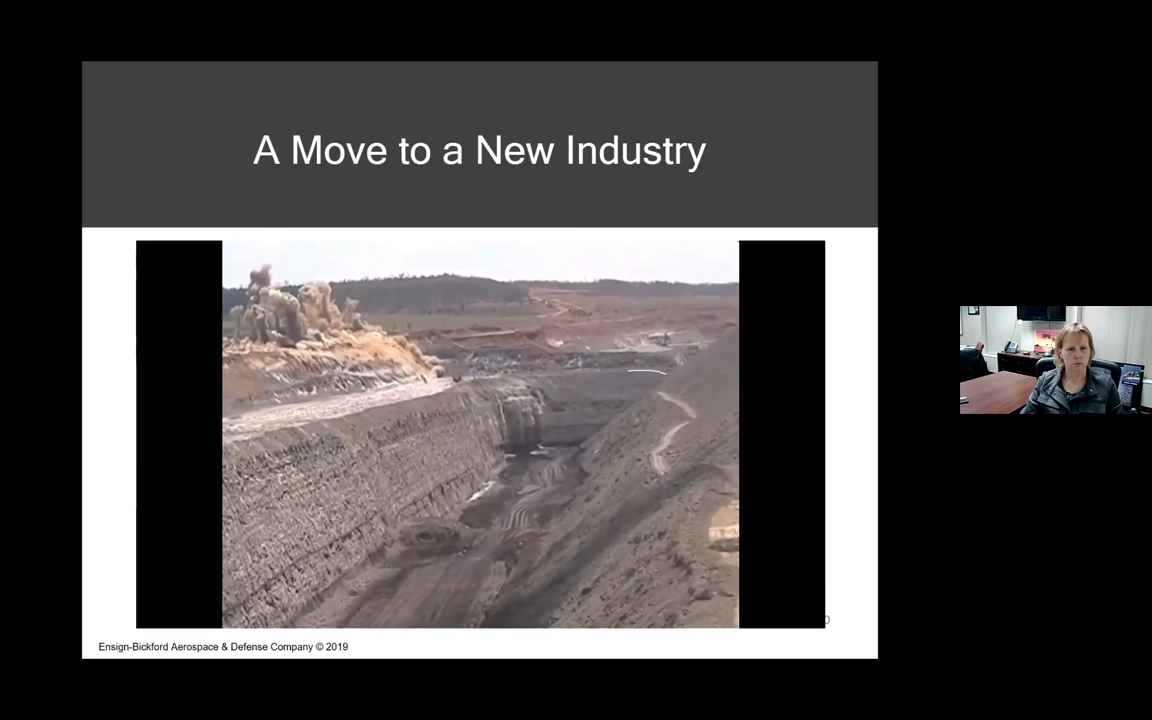 A Move to a New Industry
Ensign-Bickford Aerospace & Defense Company © 2019